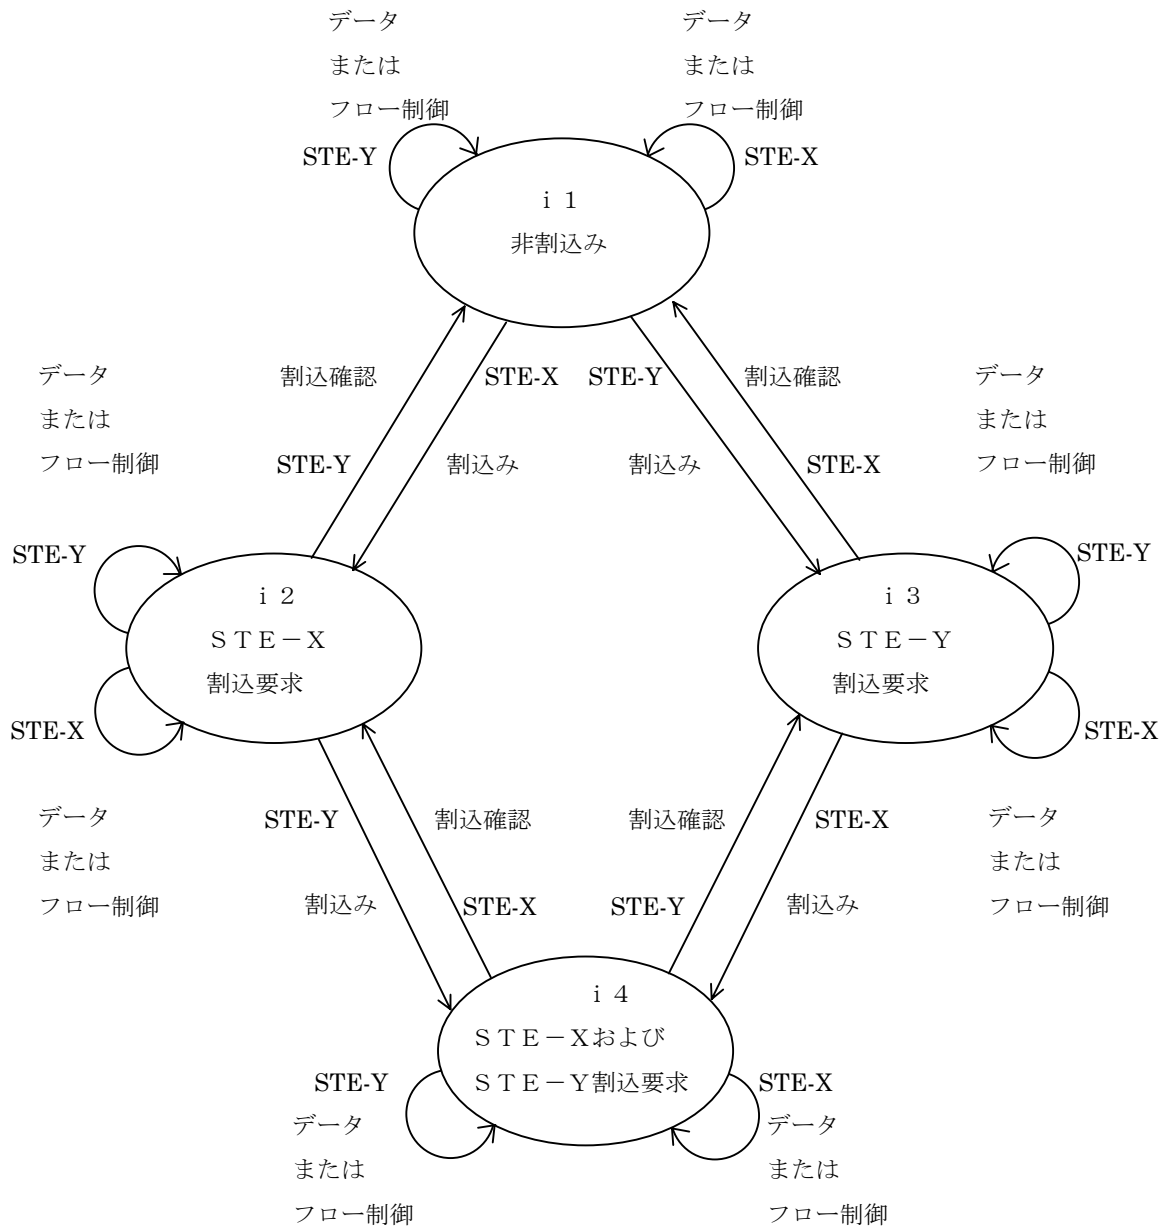 データ
または
フロー制御
STE-Y
データ
または
フロー制御
STE-X
ｉ１
非割込み
データ
または
フロー制御
割込確認
STE-Y
STE-X
割込み
STE-Y
割込み
割込確認
STE-X
データ
または
フロー制御
STE-Y
STE-X
ｉ２
ＳＴＥ－Ｘ
割込要求
ｉ３
ＳＴＥ－Ｙ
割込要求
STE-Y
STE-X
データ
または
フロー制御
STE-Y
割込み
割込確認
STE-X
割込確認
STE-Y
STE-X
割込み
データ
または
フロー制御
ｉ４
ＳＴＥ－Ｘおよび
ＳＴＥ－Ｙ割込要求
STE-Y
データ
または
フロー制御
STE-X
データ
または
フロー制御